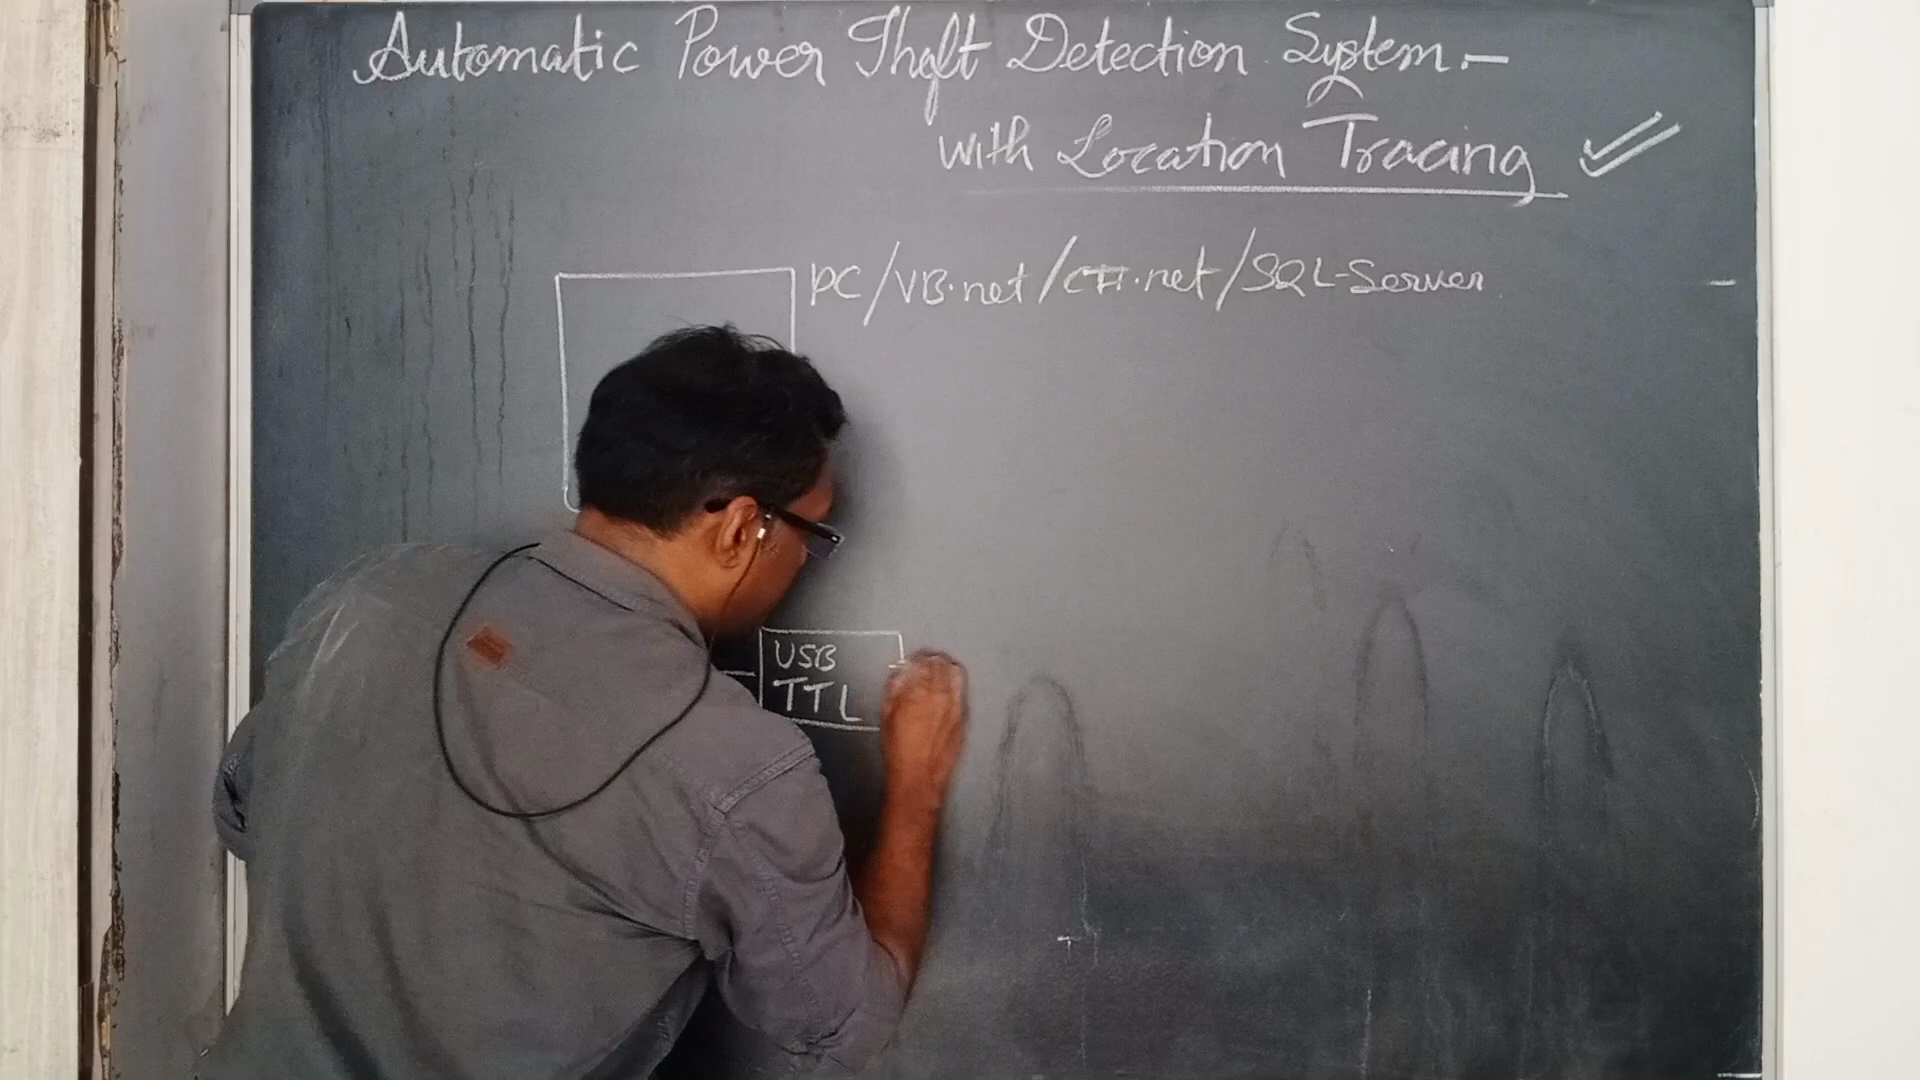 Automatic Power Theft Detection System:-
with Location Tracing
PC/VB.net/C#.net/SQL-Server
USB
TTL